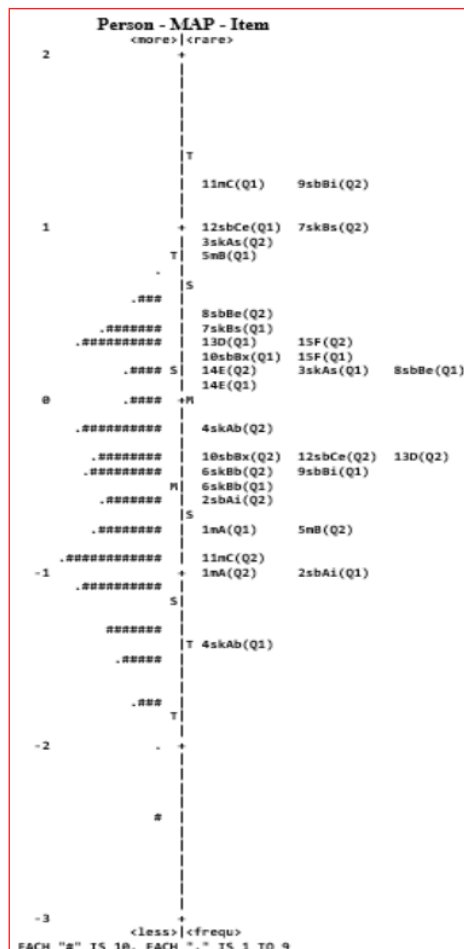 Person - MAP - Item
<more>|<rare>
2 +
|T
| 11mC(Q1) 9sbBi(Q2)
1 + 12sbCe(Q1) 7skBs(Q2)
| 3skAs(Q2)
T| 5mB(Q1)
. |
|S
.### |
| 8sbBe(Q2)
.####### | 7skBs(Q1)
.########## | 13D(Q1) 15F(Q2)
| 10sbBx(Q1) 15F(Q1)
.#### S| 14E(Q2) 3skAs(Q1) 8sbBe(Q1)
| 14E(Q1)
0 .#### +M
.########## | 4skAb(Q2)
.######## | 10sbBx(Q2) 12sbCe(Q2) 13D(Q2)
.######### | 6skBb(Q2) 9sbBi(Q1)
M| 6skBb(Q1)
.####### | 2sbAi(Q2)
|S
.######## | 1mA(Q1) 5mB(Q2)
.############ | 11mC(Q2)
-1 + 1mA(Q2) 2sbAi(Q1)
.########## |
S|
####### |
|T 4skAb(Q1)
.##### |
.### |
T|
-2 . +
# |
-3 +
<less>|<frequ>
EACH "#" IS 10. EACH "." IS 1 TO 9